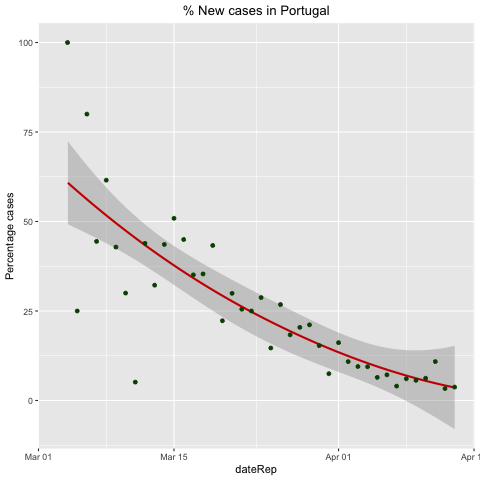 % New cases in Portugal
100
75
50
25
0
Percentage cases
Mar 01 Mar 15 Apr 01 Apr 1
dateRep